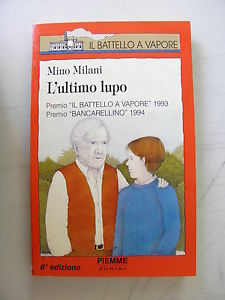 IL BATTELLO A VAPORE
Mino Milani
L'ultimo lupo
Premio "IL BATTELLO A VAPORE" 1993
Premio "BANCARELLINO" 1994
6ª edizione
PIEMME
Junior